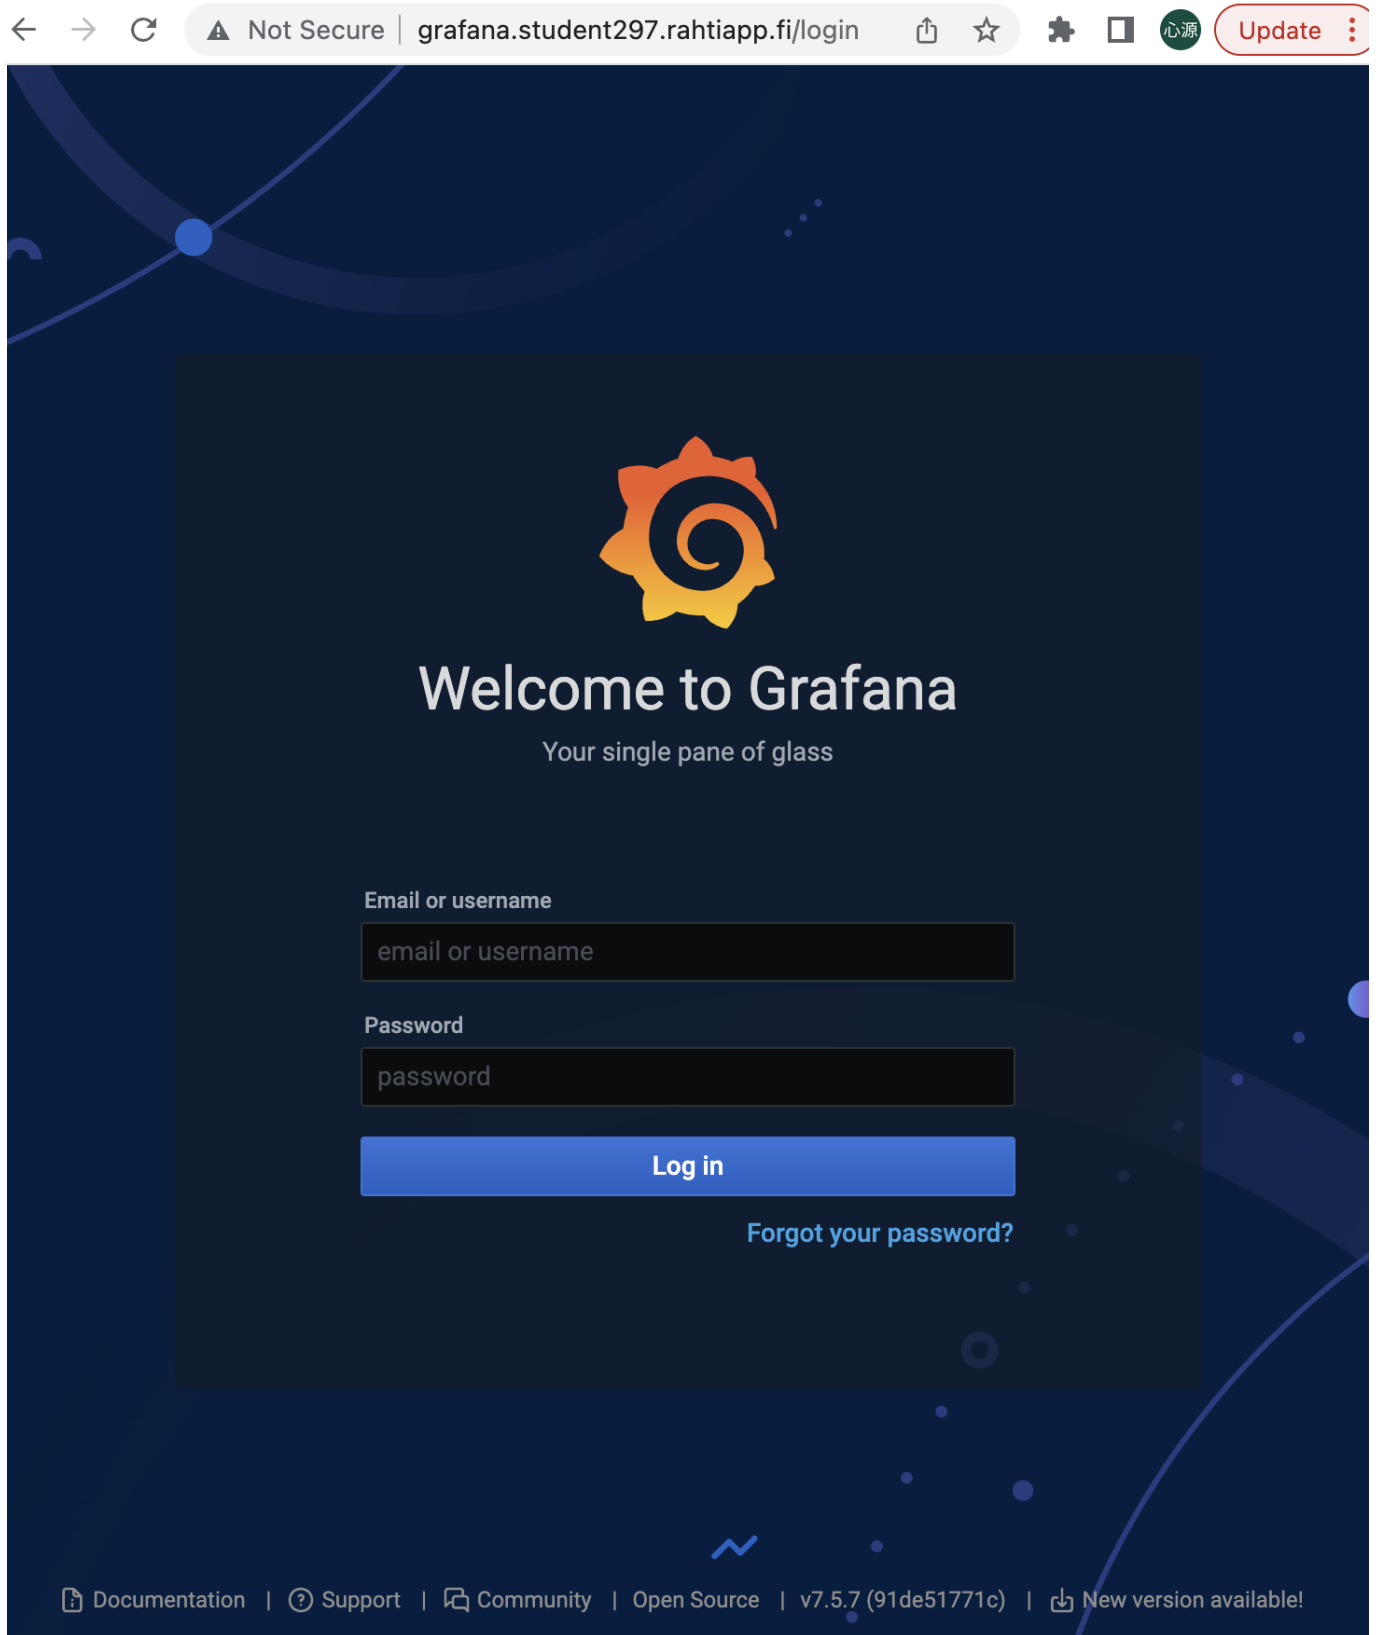 Not Secure | grafana.student297.rahtiapp.fi/login 心源 Update
Welcome to Grafana
Your single pane of glass
Email or username
email or username
Password
password
Log in
Forgot your password?
Documentation | Support | Community | Open Source | v7.5.7 (91de51771c) | New version available!